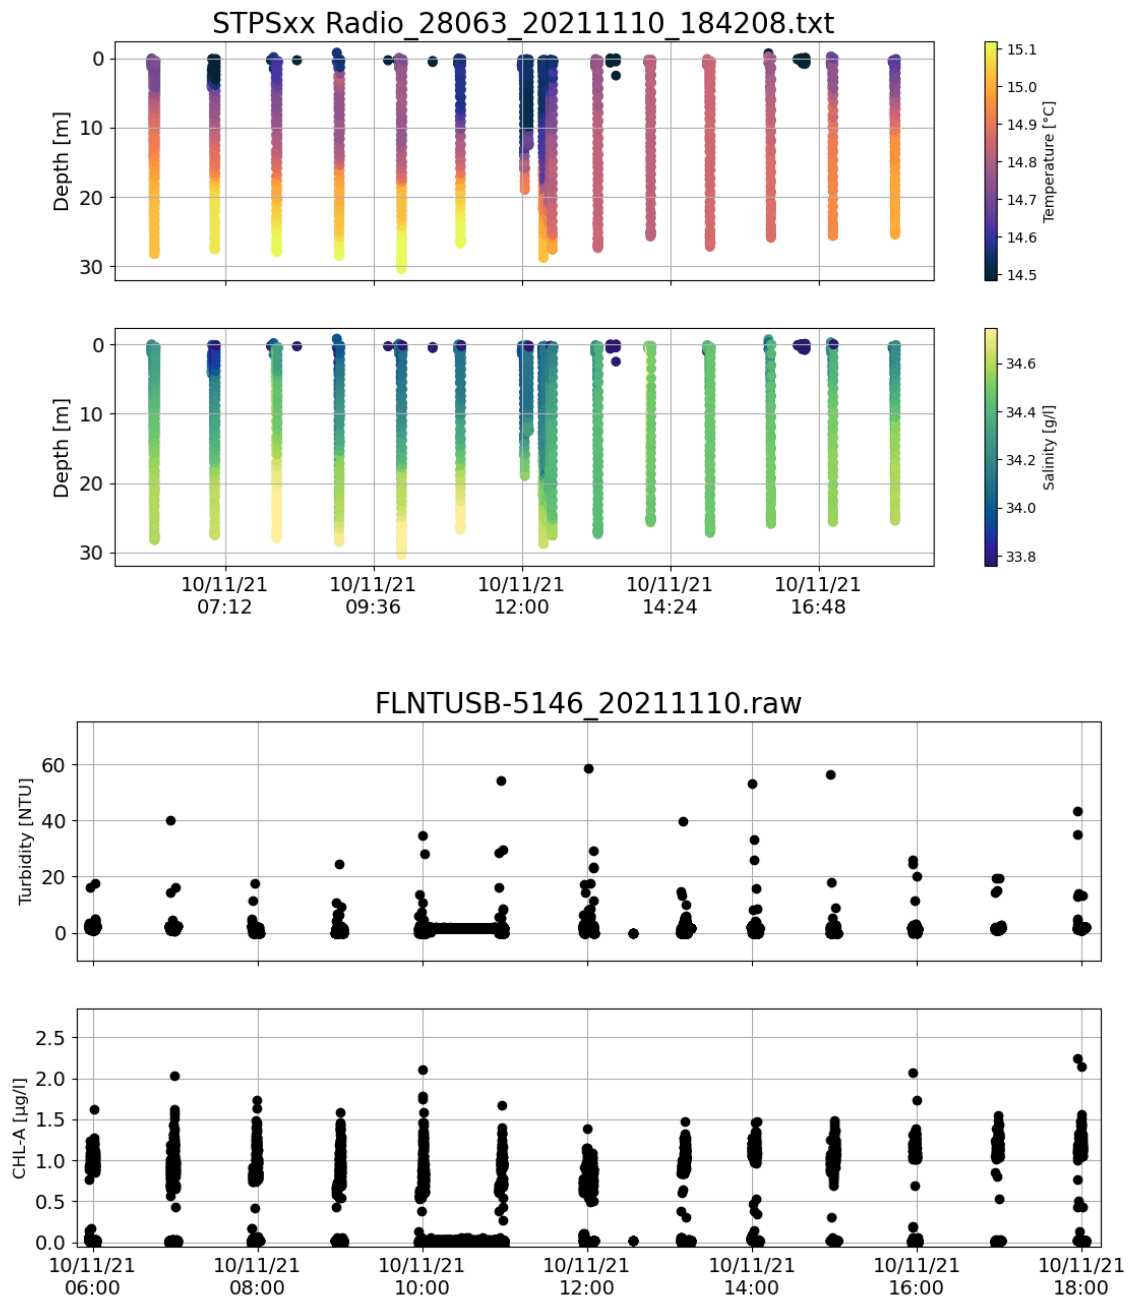 STPSxx Radio_28063_20211110_184208.txt
0
10
20
30
Depth [m]
15.1
15.0
14.9
14.8
14.7
14.6
14.5
Temperature [°C]
0
10
20
30
Depth [m]
34.6
34.4
34.2
34.0
33.8
Salinity [g/l]
10/11/21 10/11/21 10/11/21 10/11/21 10/11/21
07:12 09:36 12:00 14:24 16:48
FLNTUSB-5146_20211110.raw
60
40
20
0
Turbidity [NTU]
2.5
2.0
1.5
1.0
0.5
0.0
CHL-A [µg/l]
10/11/21 10/11/21 10/11/21 10/11/21 10/11/21 10/11/21 10/11/21
06:00 08:00 10:00 12:00 14:00 16:00 18:00